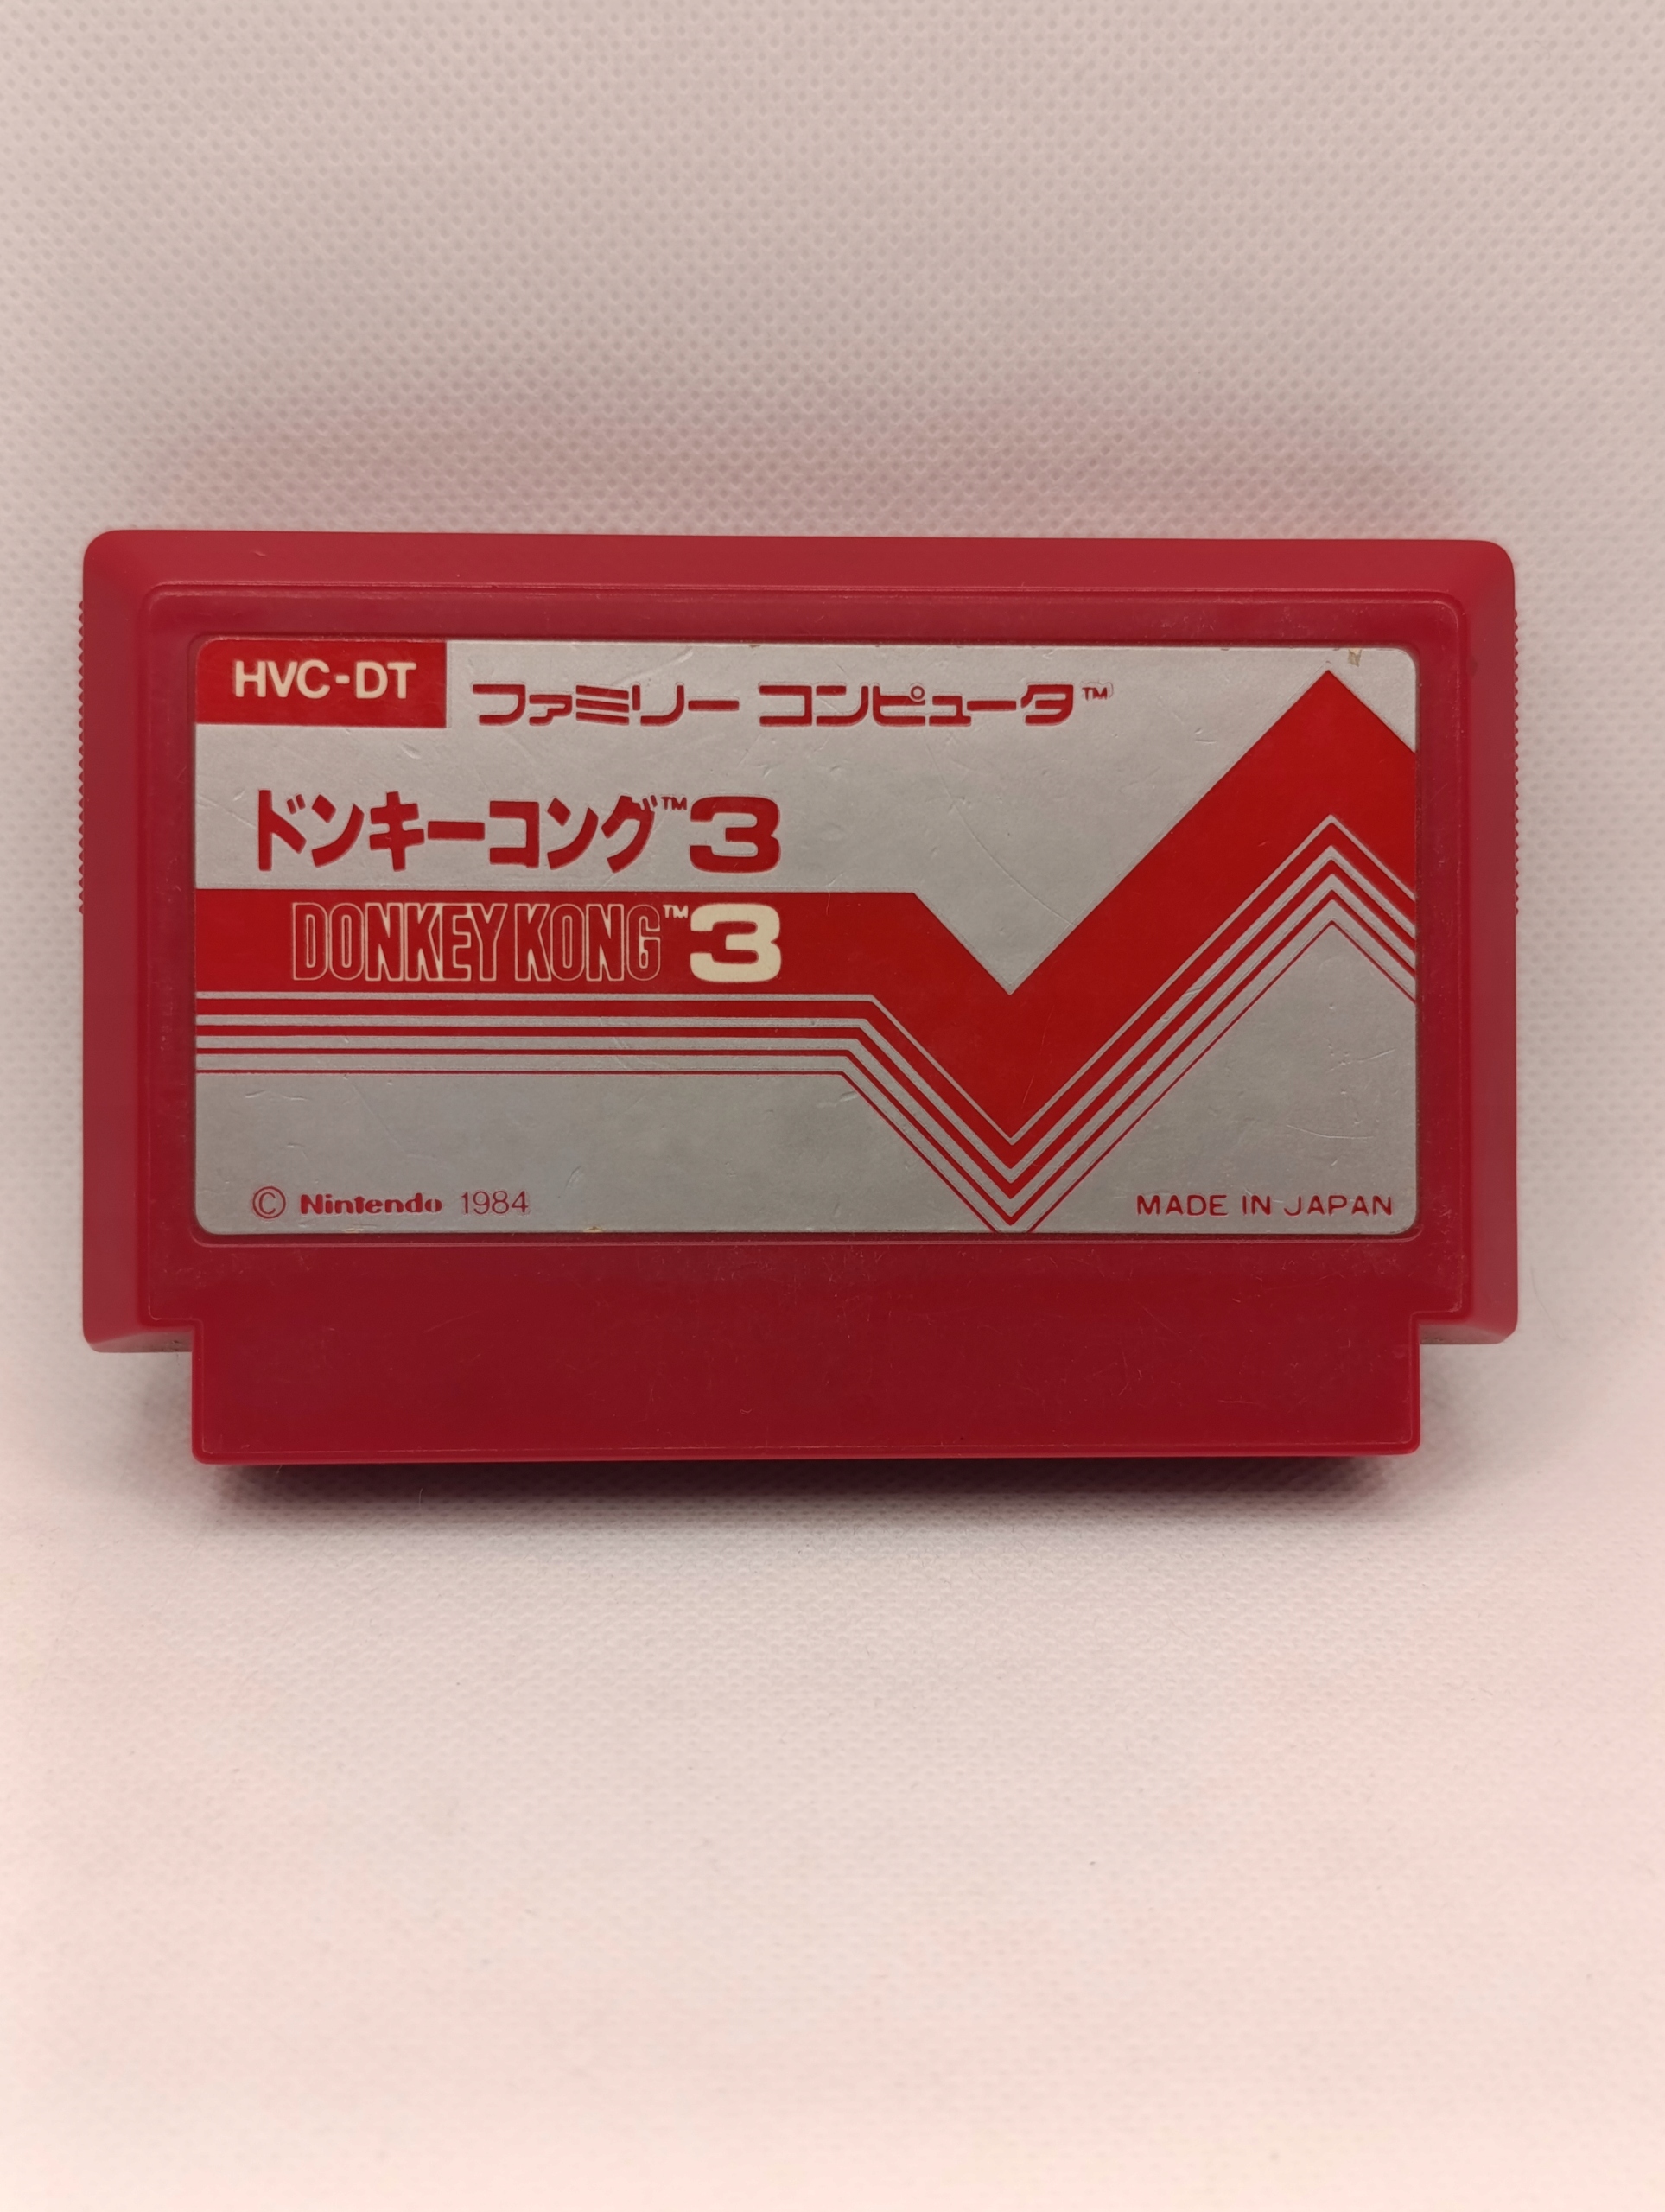 HVC-DT
ファミリー コンピュータ™
ドンキーコング™3
DONKEY KONG™3
© Nintendo 1984
MADE IN JAPAN